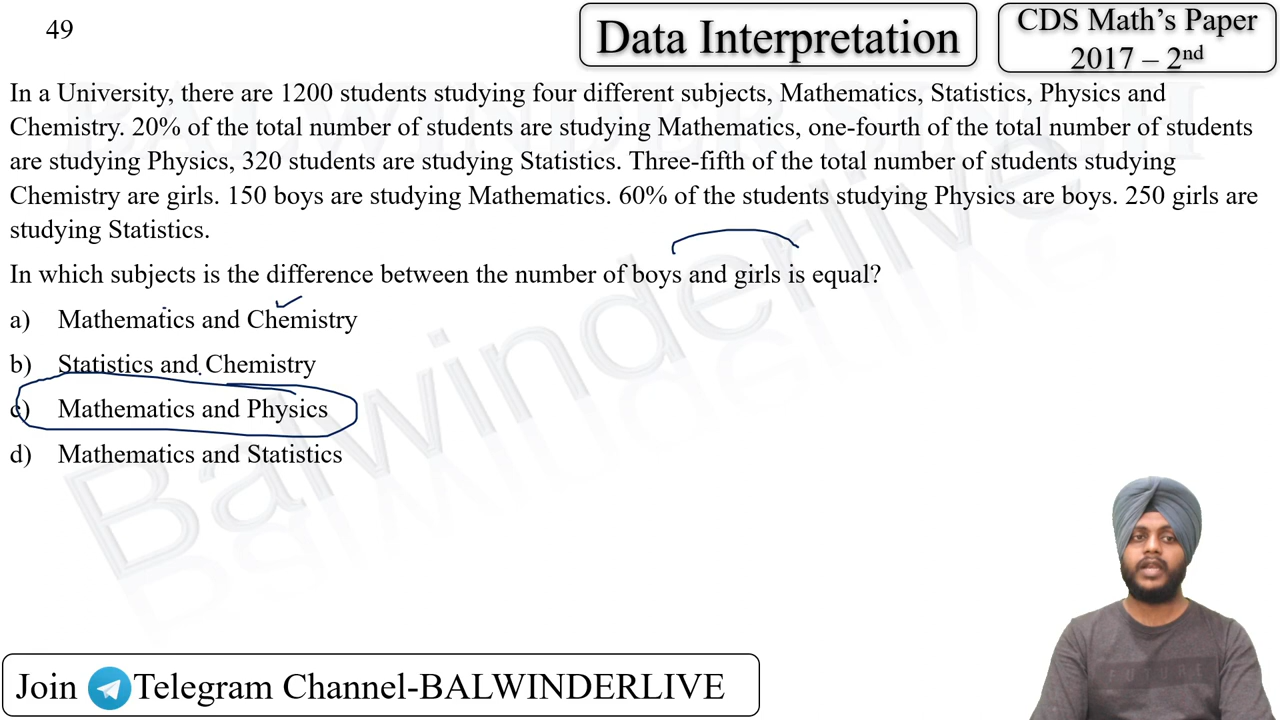 49
Data Interpretation
CDS Math’s Paper
2017 – 2nd
In a University, there are 1200 students studying four different subjects, Mathematics, Statistics, Physics and
Chemistry. 20% of the total number of students are studying Mathematics, one-fourth of the total number of students
are studying Physics, 320 students are studying Statistics. Three-fifth of the total number of students studying
Chemistry are girls. 150 boys are studying Mathematics. 60% of the students studying Physics are boys. 250 girls are
studying Statistics.
In which subjects is the difference between the number of boys and girls is equal?
a) Mathematics and Chemistry
b) Statistics and Chemistry
c) Mathematics and Physics
d) Mathematics and Statistics
Balwinderlive
FUTURE
Join Telegram Channel-BALWINDERLIVE